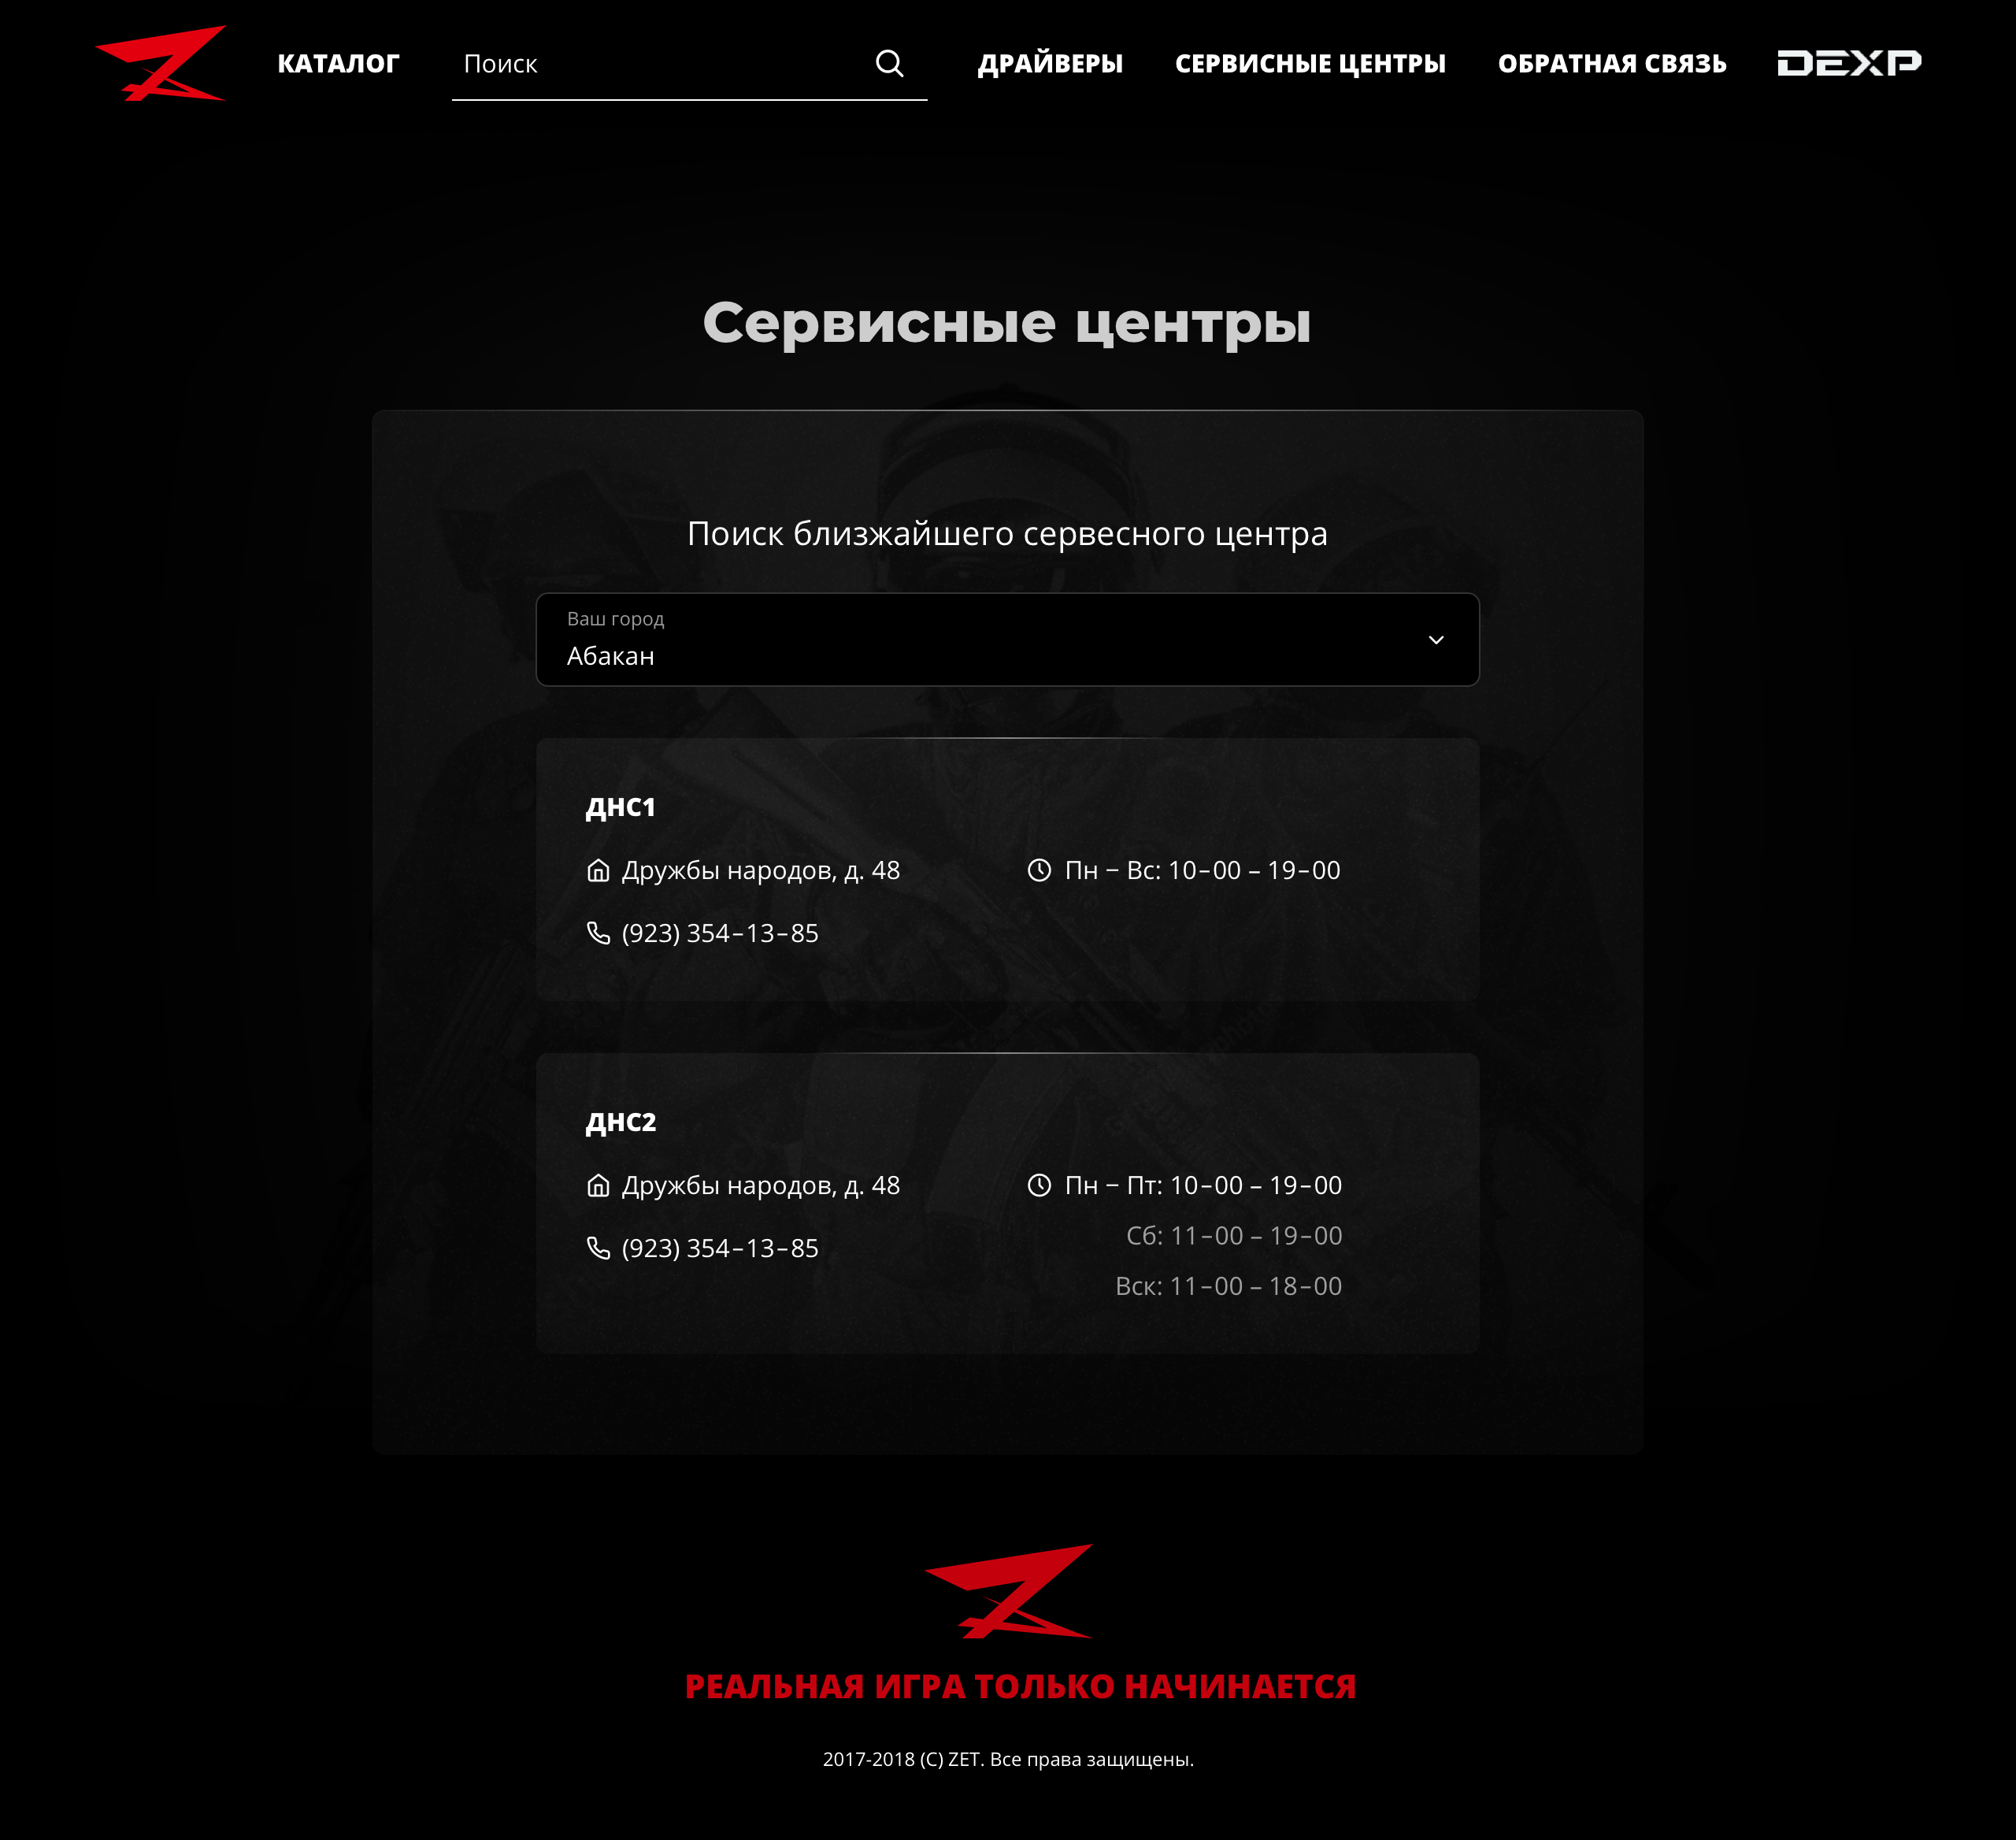 КАТАЛОГ
Поиск
ДРАЙВЕРЫ
СЕРВИСНЫЕ ЦЕНТРЫ
ОБРАТНАЯ СВЯЗЬ
DEXP
Сервисные центры
Поиск близжайшего сервесного центра
Ваш город
Абакан
ДНС1
Дружбы народов, д. 48
Пн – Вс: 10–00 – 19–00
(923) 354–13–85
ДНС2
Дружбы народов, д. 48
Пн – Пт: 10–00 – 19–00
Сб: 11–00 – 19–00
Вск: 11–00 – 18–00
(923) 354–13–85
РЕАЛЬНАЯ ИГРА ТОЛЬКО НАЧИНАЕТСЯ
2017-2018 (C) ZET. Все права защищены.